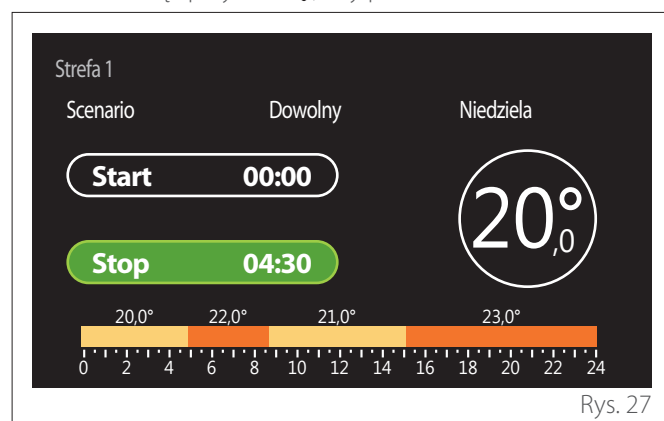 Strefa 1
Scenario Dowolny Niedziela
Start 00:00
20°,0
Stop 04:30
20,0° 22,0° 21,0° 23,0°
0 2 4 6 8 10 12 14 16 18 20 22 24
Rys. 27